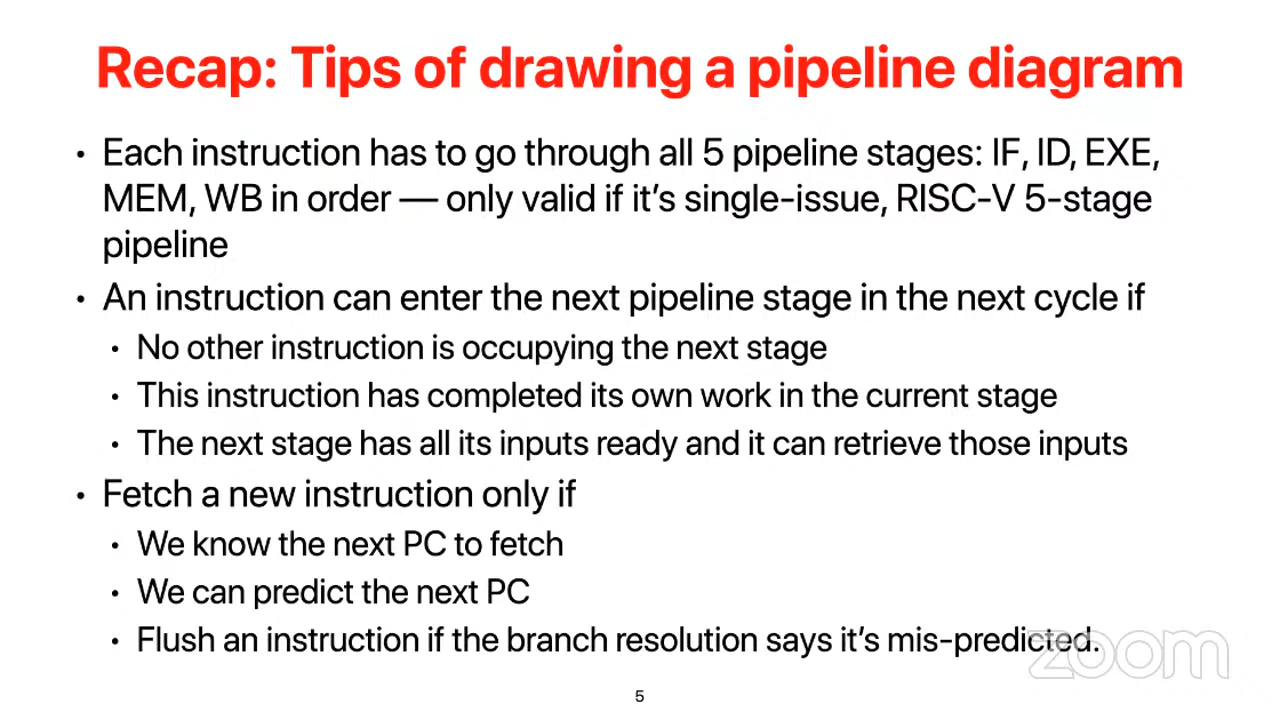 Recap: Tips of drawing a pipeline diagram
• Each instruction has to go through all 5 pipeline stages: IF, ID, EXE,
MEM, WB in order — only valid if it’s single-issue, RISC-V 5-stage
pipeline
• An instruction can enter the next pipeline stage in the next cycle if
• No other instruction is occupying the next stage
• This instruction has completed its own work in the current stage
• The next stage has all its inputs ready and it can retrieve those inputs
• Fetch a new instruction only if
• We know the next PC to fetch
• We can predict the next PC
• Flush an instruction if the branch resolution says it’s mis-predicted.
zoom
5